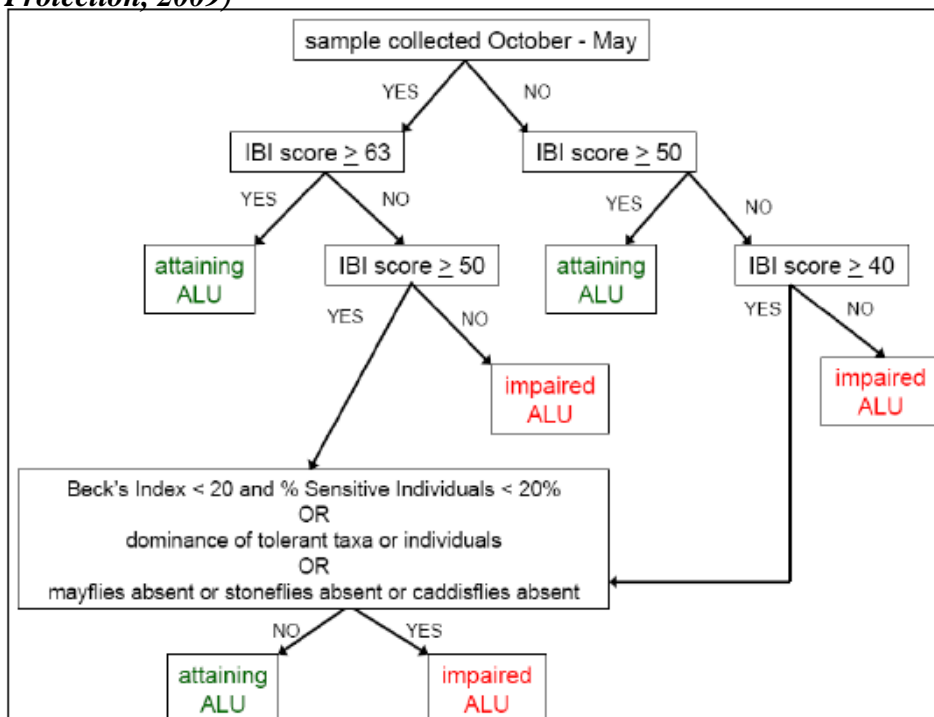 Protection, 2009)
sample collected October - May
YES
NO
IBI score ≥ 63
IBI score ≥ 50
YES
NO
YES
NO
attaining
ALU
IBI score ≥ 50
attaining
ALU
IBI score ≥ 40
YES
NO
YES
NO
impaired
ALU
impaired
ALU
Beck's Index < 20 and % Sensitive Individuals < 20%
OR
dominance of tolerant taxa or individuals
OR
mayflies absent or stoneflies absent or caddisflies absent
NO
YES
attaining
ALU
impaired
ALU